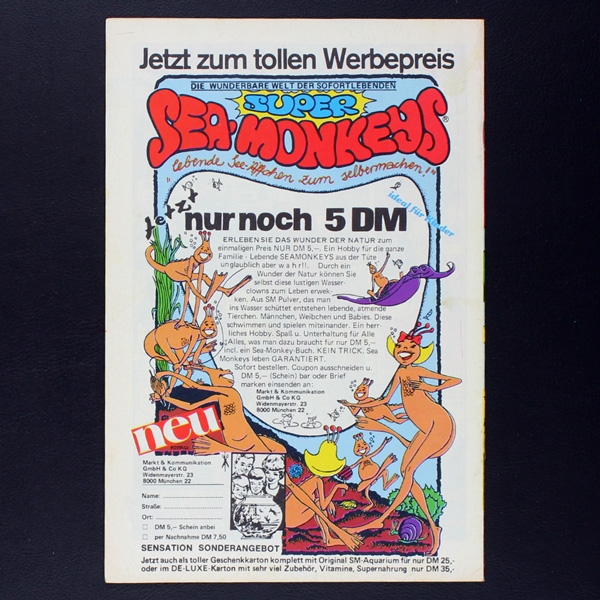 Jetzt zum tollen Werbepreis
DIE WUNDERBARE WELT DER SOFORTLEBENDEN
SUPER
SEA-MONKEYS®
"lebende See-Äffchen zum selbermachen!"
Jetzt
nur noch 5 DM
ideal für Kinder
ERLEBEN SIE DAS WUNDER DER NATUR zum
einmaligen Preis NUR DM 5,–. Ein Hobby für die ganze
Familie - Lebende SEAMONKEYS aus der Tüte
unglaublich aber w a h r!!. Durch ein
Wunder der Natur können Sie
selbst diese lustigen Wasser-
clowns zum Leben erwek-
ken. Aus SM Pulver, das man
ins Wasser schüttet entstehen lebende, atmende
Tierchen. Männchen, Weibchen und Babies. Diese
schwimmen und spielen miteinander. Ein herr-
liches Hobby. Spaß u. Unterhaltung für Alle
Alles, was man dazu braucht für nur DM 5,–
incl. ein Sea-Monkey-Buch. KEIN TRICK. Sea
Monkeys leben GARANTIERT.
Sofort bestellen. Coupon ausschneiden u.
DM 5,– (Schein) bar oder Brief
marken einsenden an:
Markt & Kommunikation
GmbH & Co KG
Widenmayerstr. 23
8000 München 22
neu
Markt & Kommunikation
GmbH & Co KG
Widenmayerstr. 23
8000 München 22
Name:
Straße:
Ort:
DM 5,– Schein anbei
per Nachnahme DM 7,50
SENSATION SONDERANGEBOT
Jetzt auch als toller Geschenkkarton komplett mit Original SM-Aquarium für nur DM 25,-
oder im DE-LUXE-Karton mit sehr viel Zubehör, Vitamine, Supernahrung nur DM 35,-